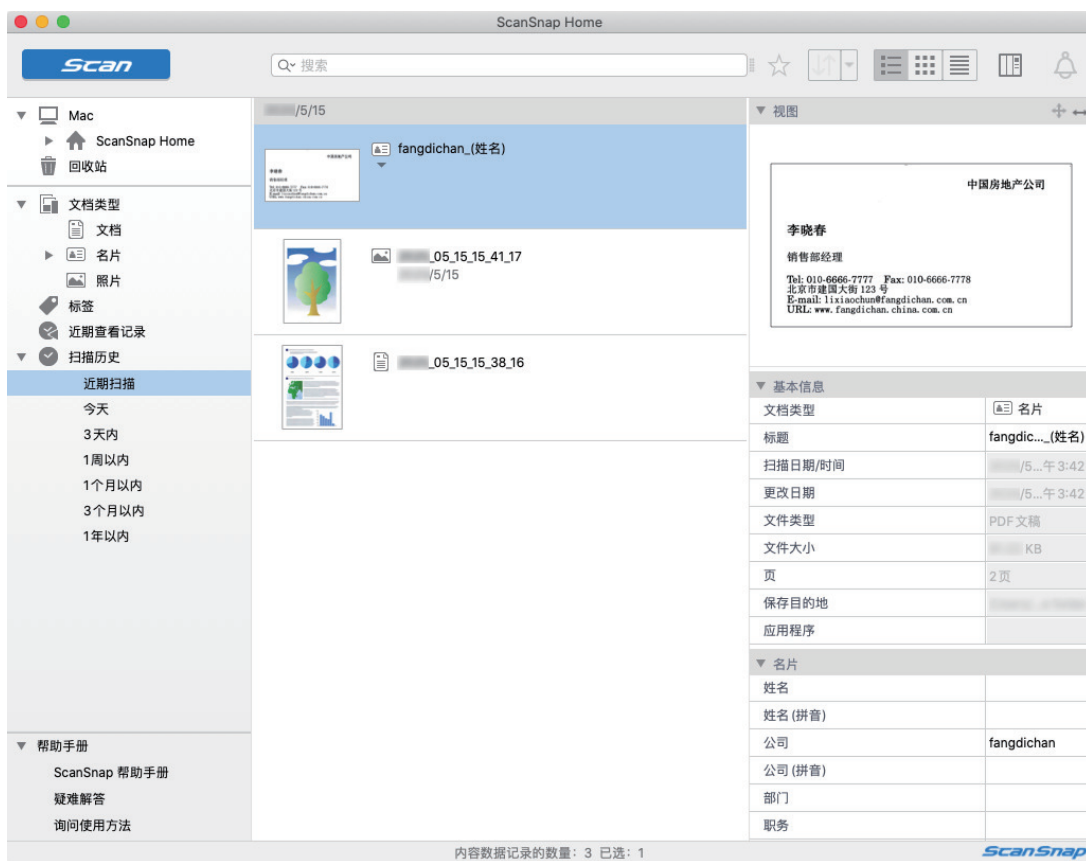 ScanSnap Home
Scan
搜索
Mac
ScanSnap Home
回收站
文档类型
文档
名片
照片
标签
近期查看记录
扫描历史
近期扫描
今天
3天内
1周以内
1个月以内
3个月以内
1年以内
帮助手册
ScanSnap 帮助手册
疑难解答
询问使用方法
/5/15
fangdichan_(姓名)
_05_15_15_41_17
/5/15
_05_15_15_38_16
视图
中国房地产公司
李晓春
销售部经理
Tel: 010-6666-7777 Fax: 010-6666-7778
北京市建国大街 123 号
E-mail: lixiaochun@fangdichan.com.cn
URL: www.fangdichan.china.com.cn
基本信息
文档类型 名片
标题 fangdic..._(姓名)
扫描日期/时间 /5...午3:42
更改日期 /5...午3:42
文件类型 PDF文稿
文件大小 KB
页 2页
保存目的地
应用程序
名片
姓名
姓名 (拼音)
公司 fangdichan
公司 (拼音)
部门
职务
内容数据记录的数量: 3 已选: 1
ScanSnap